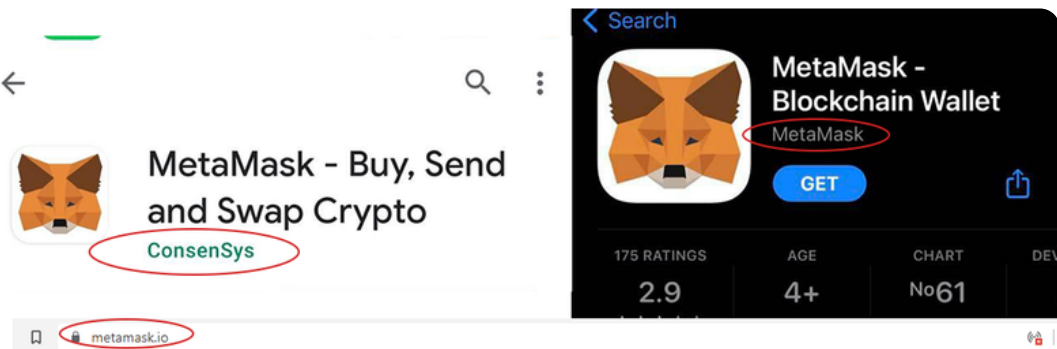 MetaMask - Buy, Send
and Swap Crypto
ConsenSys
Search
MetaMask -
Blockchain Wallet
MetaMask
GET
175 RATINGS AGE CHART DEV
2.9 4+ No61
metamask.io